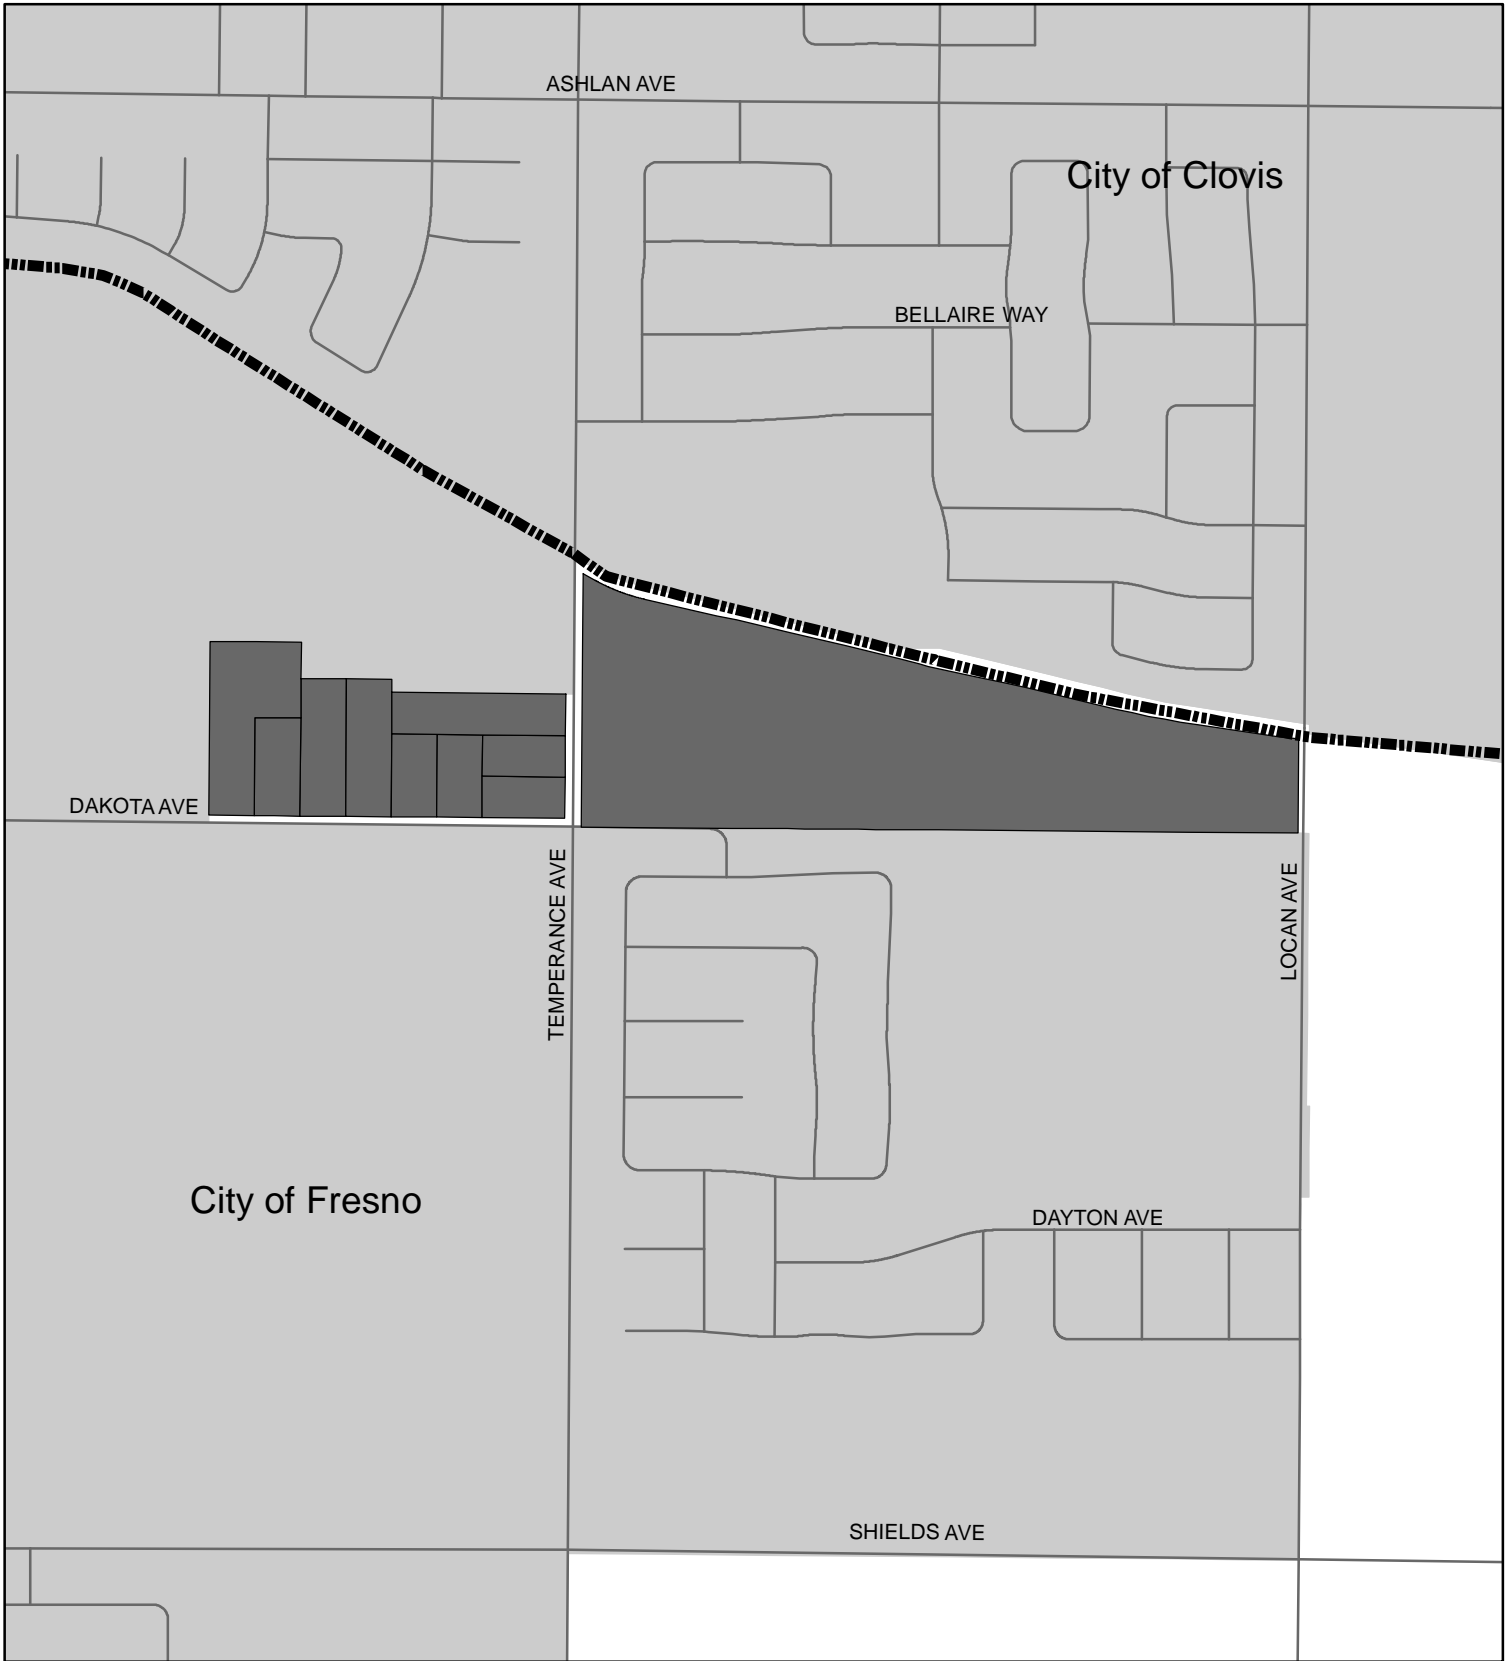 ASHLAN AVE
City of Clovis
BELLAIRE WAY
DAKOTA AVE
TEMPERANCE AVE
LOCAN AVE
City of Fresno
DAYTON AVE
SHIELDS AVE